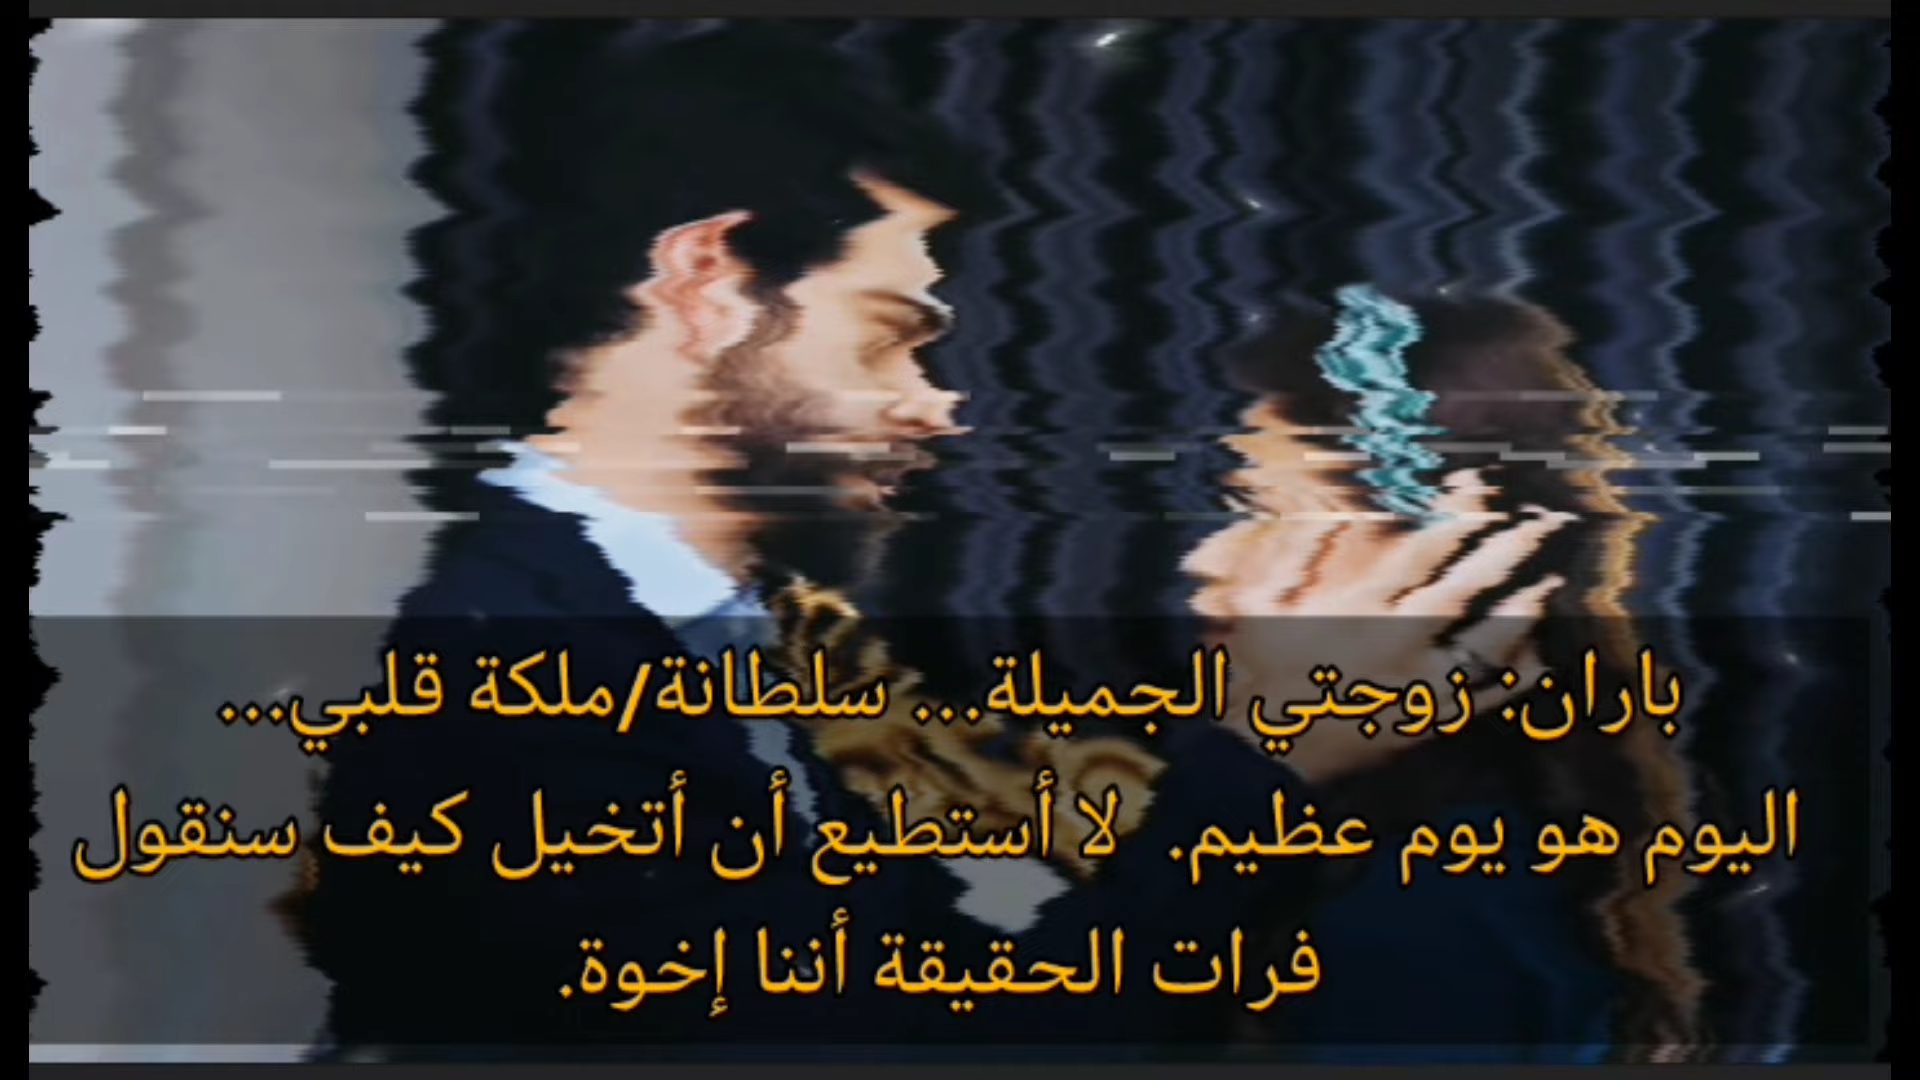 باران: زوجتي الجميلة... سلطانة/ملكة قلبي...
اليوم هو يوم عظيم. لا أستطيع أن أتخيل كيف سنقول
فرات الحقيقة أننا إخوة.